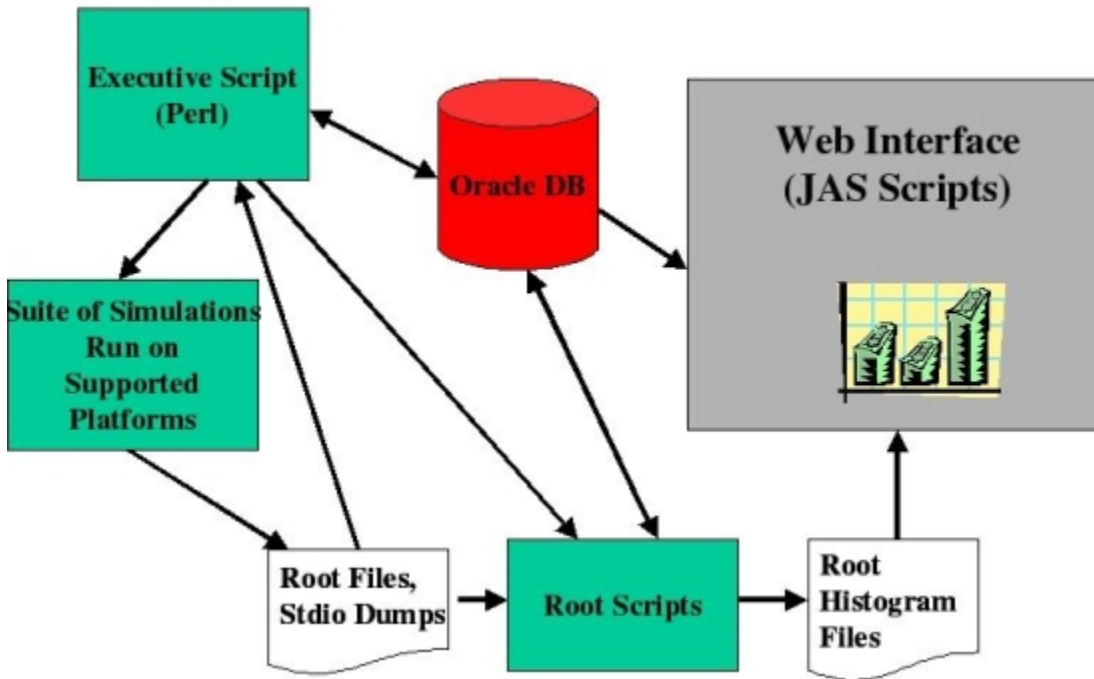 Executive Script
(Perl)
Oracle DB
Web Interface
(JAS Scripts)
Suite of Simulations
Run on
Supported
Platforms
Root Files,
Stdio Dumps
Root Scripts
Root
Histogram
Files